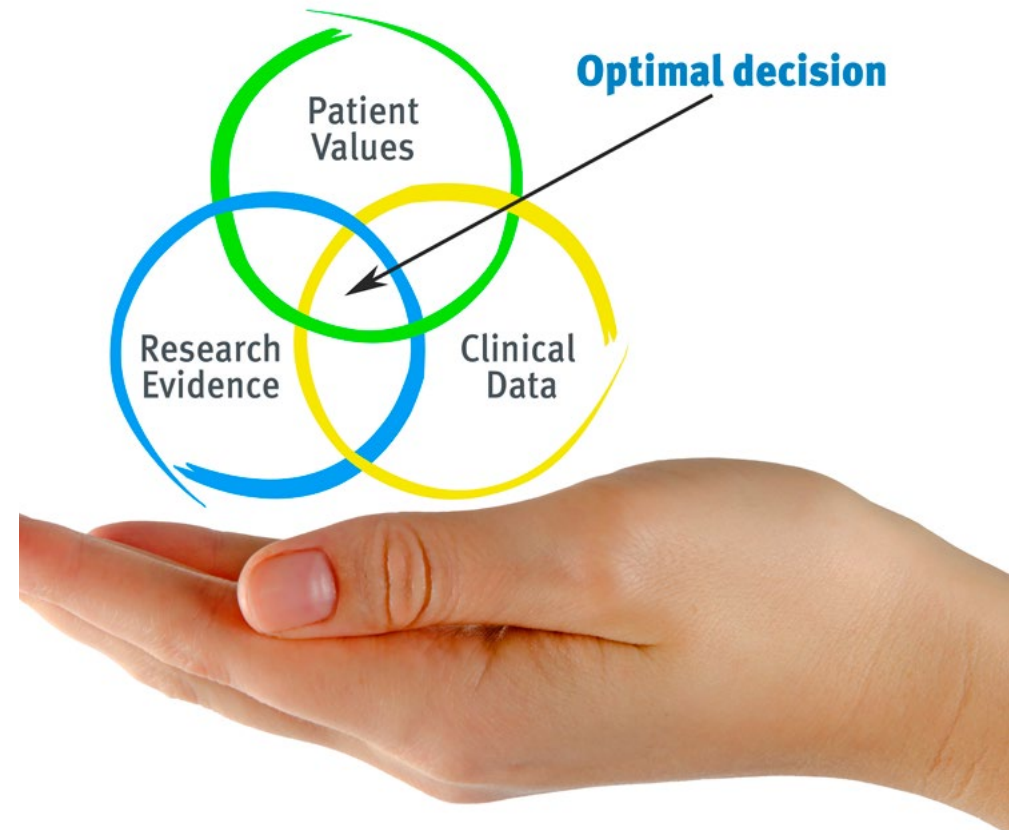 Optimal decision
Patient
Values
Research
Evidence
Clinical
Data